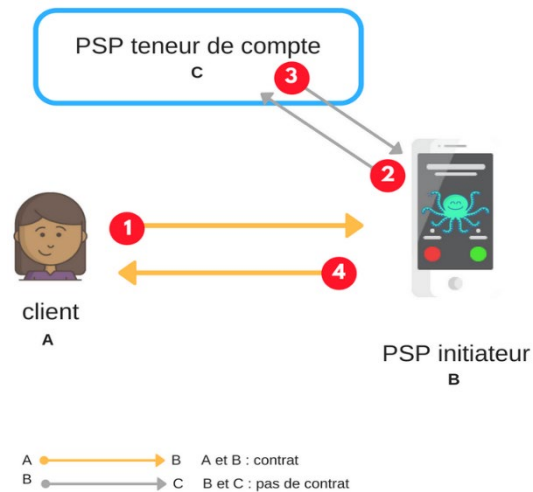 PSP teneur de compte
C
3
2
1
4
client
A
PSP initiateur
B
A B A et B : contrat
B C B et C : pas de contrat